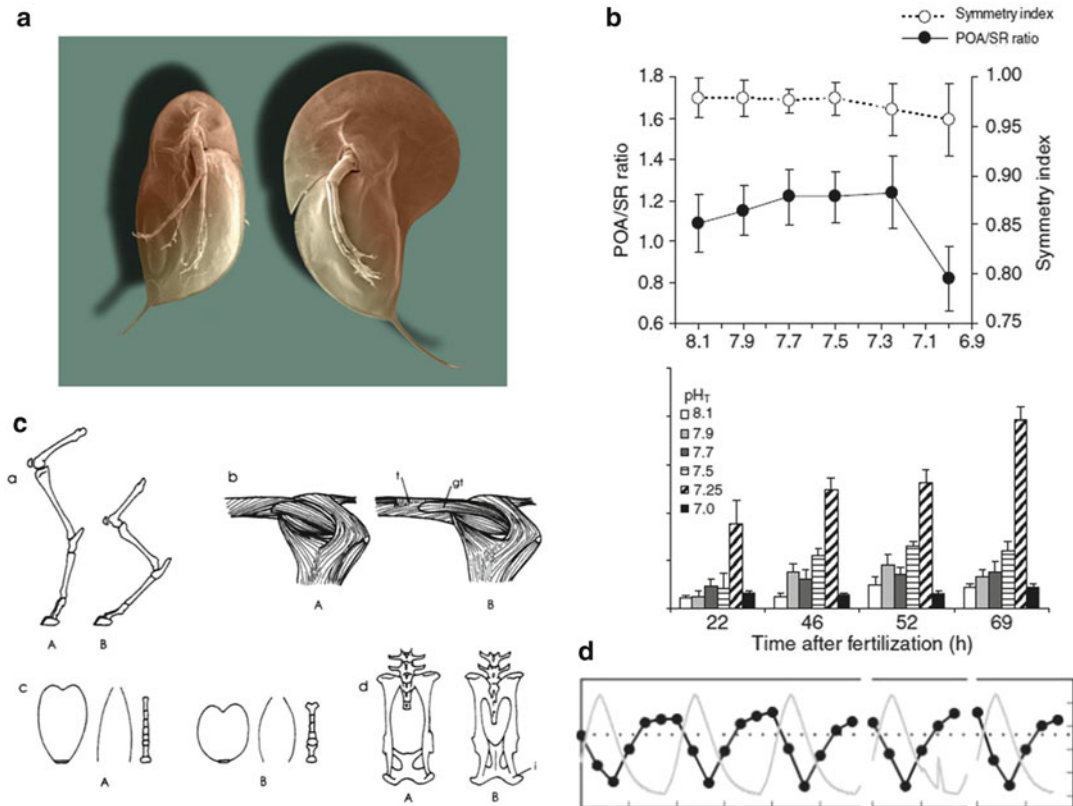 a
b
Symmetry index
POA/SR ratio
1.8
1.6
1.4
1.2
1.0
0.8
0.6
POA/SR ratio
1.00
0.95
0.90
0.85
0.80
0.75
Symmetry index
8.1 7.9 7.7 7.5 7.3 7.1 6.9
pHT
8.1
7.9
7.7
7.5
7.25
7.0
22 46 52 69
Time after fertilization (h)
c
a
A B
b
t gt
A B
c
A B
d
i
A B
d